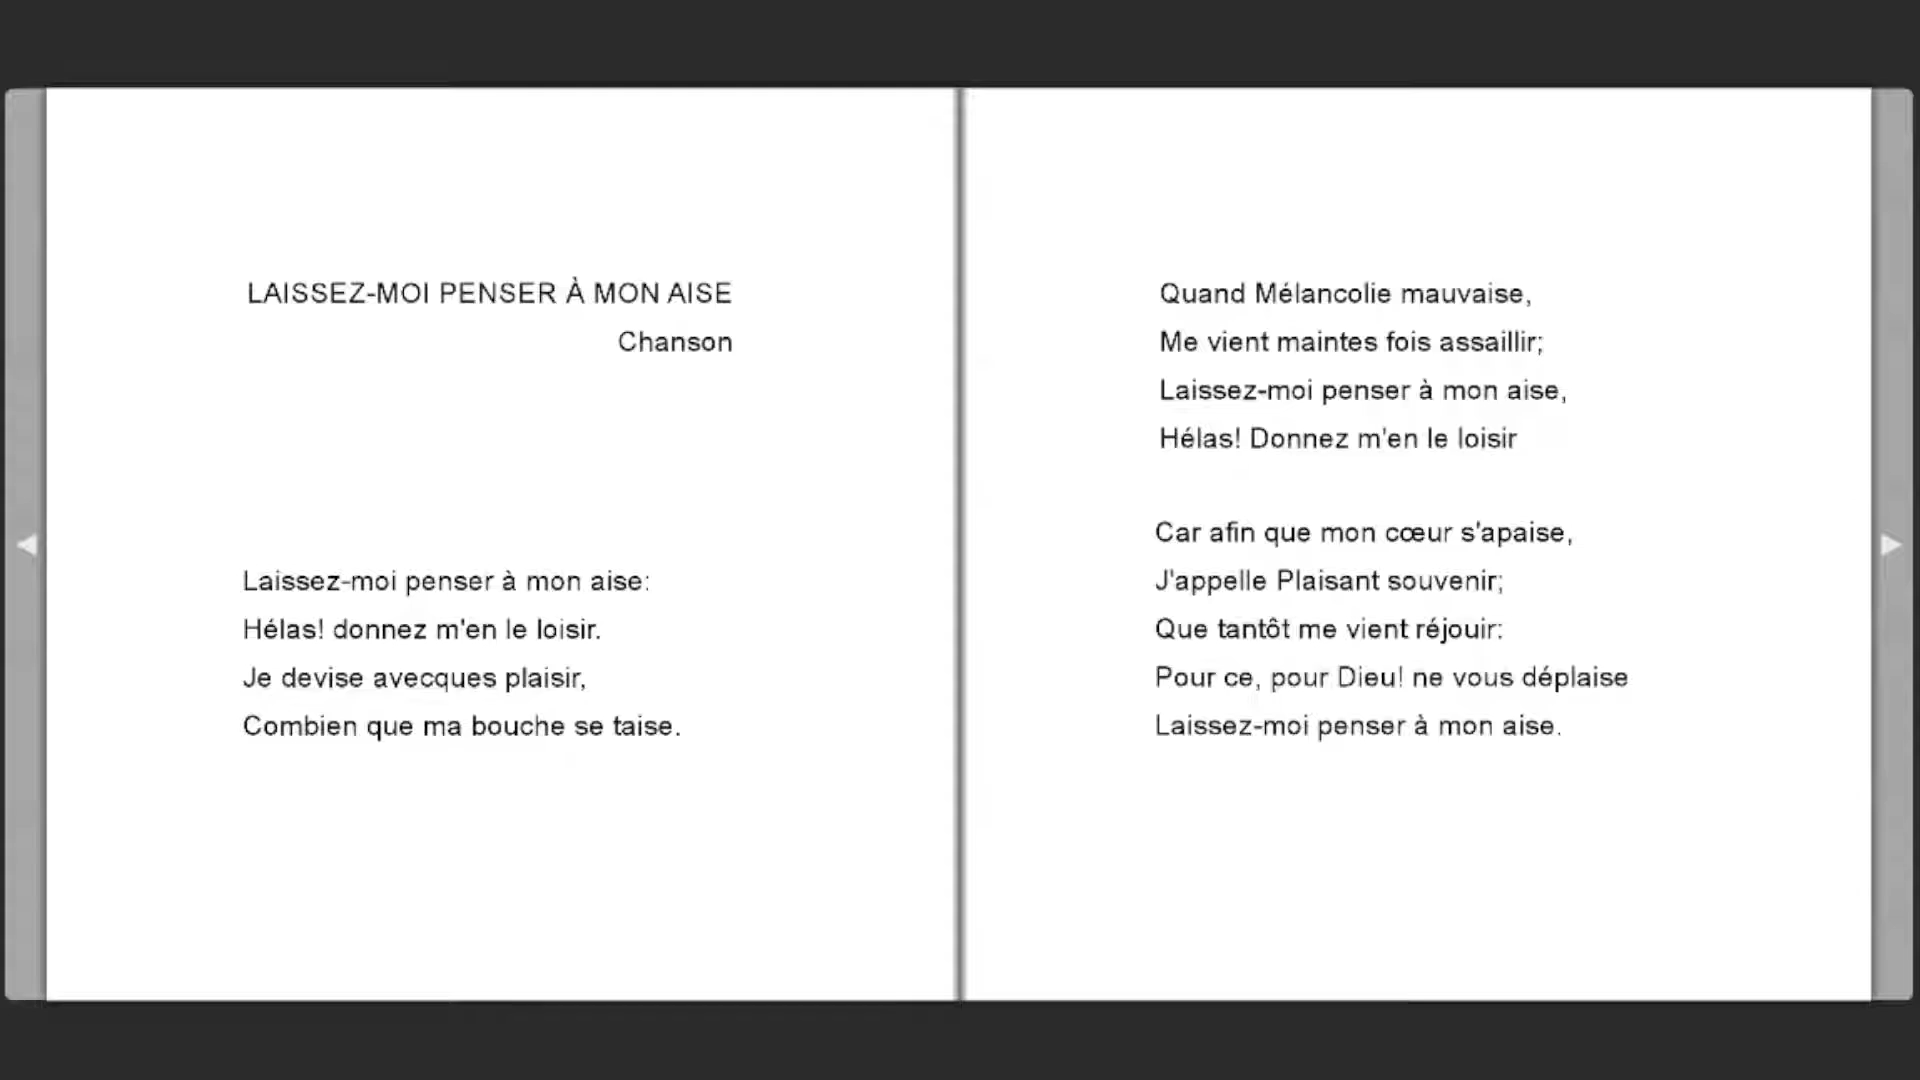 LAISSEZ-MOI PENSER À MON AISE
Chanson
Laissez-moi penser à mon aise:
Hélas! donnez m'en le loisir.
Je devise avecques plaisir,
Combien que ma bouche se taise.
Quand Mélancolie mauvaise,
Me vient maintes fois assaillir;
Laissez-moi penser à mon aise,
Hélas! Donnez m'en le loisir
Car afin que mon cœur s'apaise,
J'appelle Plaisant souvenir;
Que tantôt me vient réjouir:
Pour ce, pour Dieu! ne vous déplaise
Laissez-moi penser à mon aise.